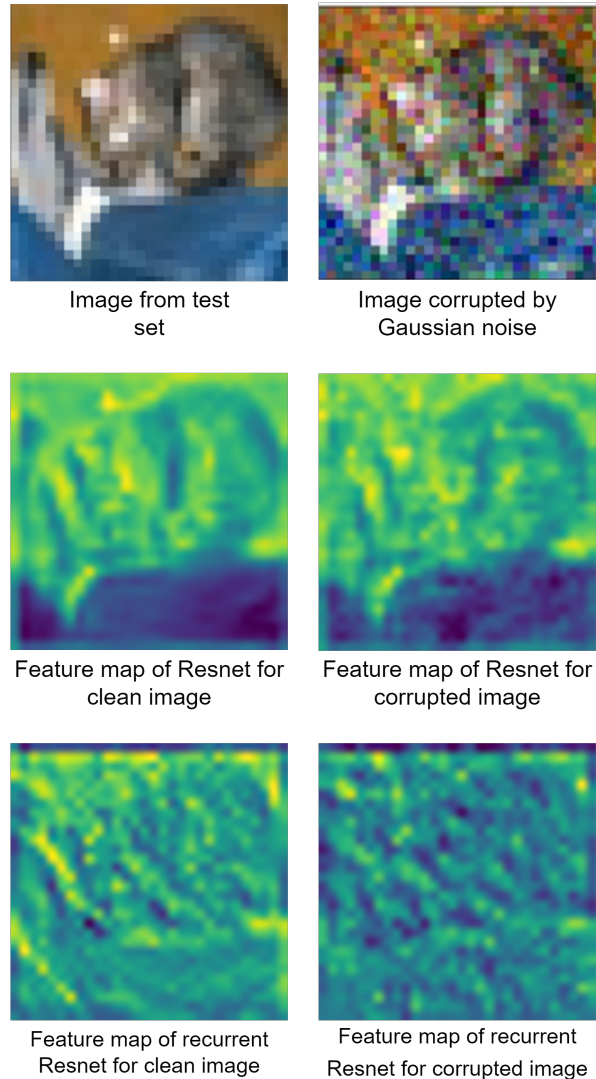 Image from test
set
Image corrupted by
Gaussian noise
Feature map of Resnet for
clean image
Feature map of Resnet for
corrupted image
Feature map of recurrent
Resnet for clean image
Feature map of recurrent
Resnet for corrupted image